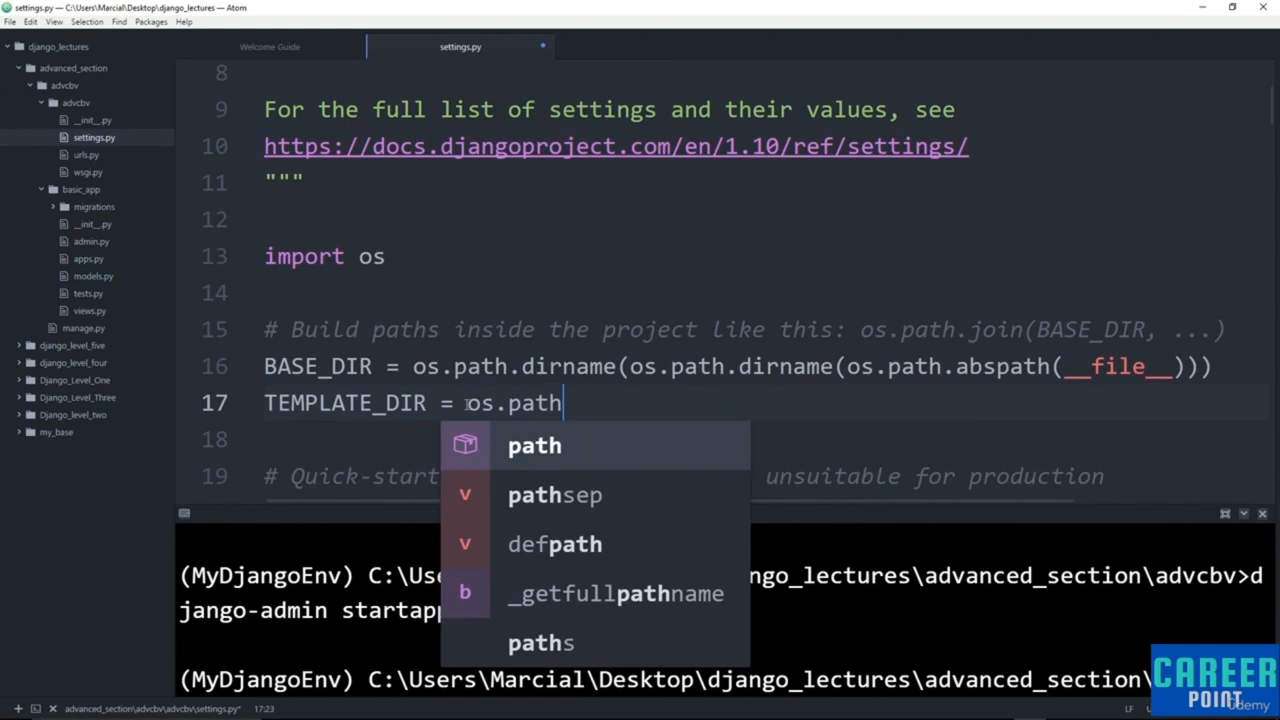 settings.py — C:\Users\Marcial\Desktop\django_lectures — Atom
File Edit View Selection Find Packages Help
django_lectures
advanced_section
advcbv
advcbv
__init__.py
settings.py
urls.py
wsgi.py
basic_app
migrations
__init__.py
admin.py
apps.py
models.py
tests.py
views.py
manage.py
django_level_five
django_level_four
Django_Level_One
Django_Level_Three
Django_level_two
my_base
Welcome Guide settings.py
8
9 For the full list of settings and their values, see
10 https://docs.djangoproject.com/en/1.10/ref/settings/
11 """
12
13 import os
14
15 # Build paths inside the project like this: os.path.join(BASE_DIR, ...)
16 BASE_DIR = os.path.dirname(os.path.dirname(os.path.abspath(__file__)))
17 TEMPLATE_DIR = os.path
18
19 # Quick-start unsuitable for production
path
v pathsep
v defpath
b _getfullpathname
paths
(MyDjangoEnv) C:\Use ngo_lectures\advanced_section\advcbv>d
jango-admin startapp
(MyDjangoEnv) C:\Users\Marcial\Desktop\django_lectures\advanced_section\
advanced_section\advcbv\advcbv\settings.py* 17:23 LF
CAREER
POINT
udemy